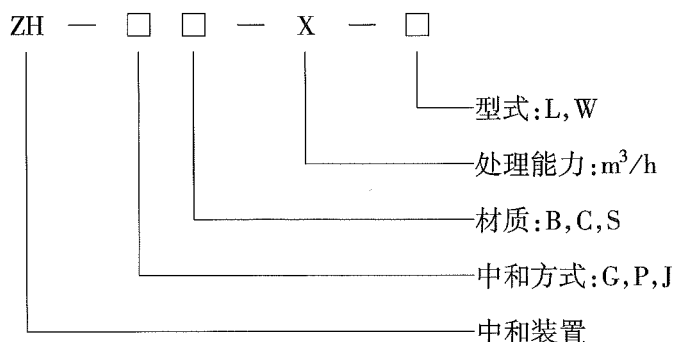 ZH — □ □ — X — □
型式:L,W
处理能力:m³/h
材质:B,C,S
中和方式:G,P,J
中和装置